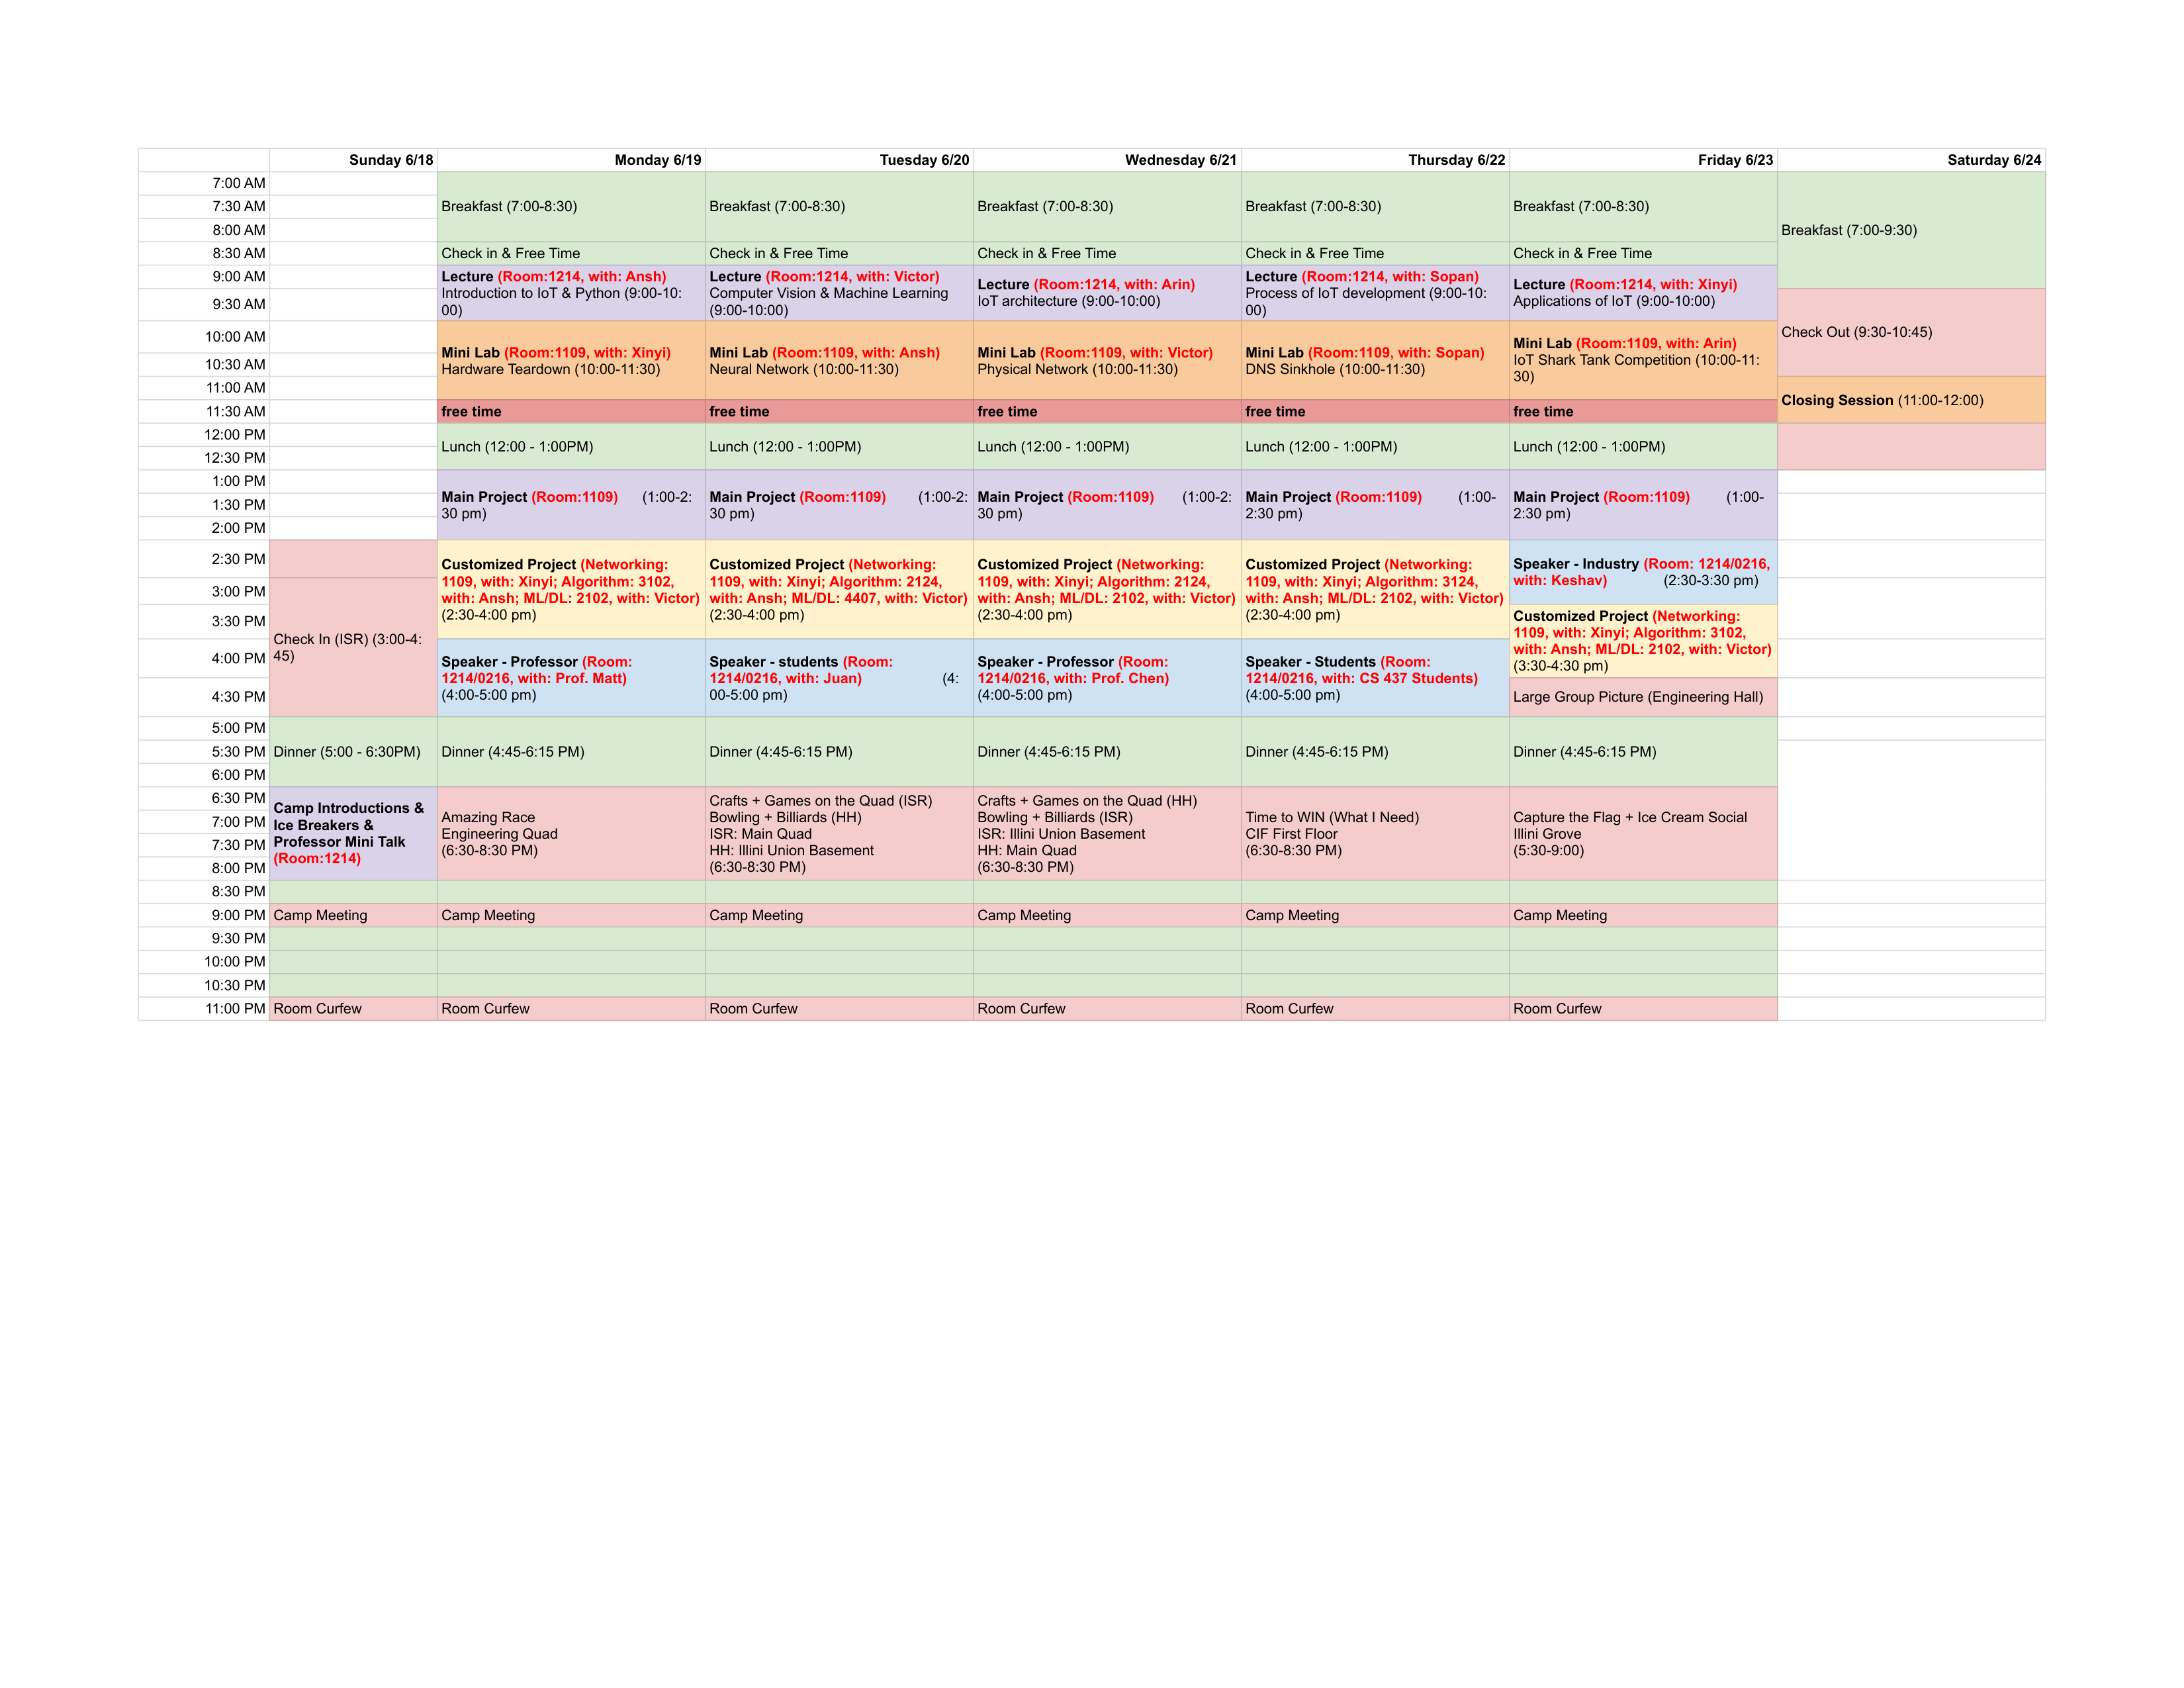 Sunday 6/18 Monday 6/19 Tuesday 6/20 Wednesday 6/21 Thursday 6/22 Friday 6/23 Saturday 6/24
7:00 AM
7:30 AM
8:00 AM
8:30 AM
9:00 AM
9:30 AM
10:00 AM
10:30 AM
11:00 AM
11:30 AM
12:00 PM
12:30 PM
1:00 PM
1:30 PM
2:00 PM
2:30 PM
3:00 PM
3:30 PM
4:00 PM
4:30 PM
5:00 PM
5:30 PM
6:00 PM
6:30 PM
7:00 PM
7:30 PM
8:00 PM
8:30 PM
9:00 PM
9:30 PM
10:00 PM
10:30 PM
11:00 PM
Check In (ISR) (3:00-4:
45)
Dinner (5:00 - 6:30PM)
Camp Introductions &
Ice Breakers &
Professor Mini Talk
(Room:1214)
Camp Meeting
Room Curfew
Breakfast (7:00-8:30)
Check in & Free Time
Lecture (Room:1214, with: Ansh)
Introduction to IoT & Python (9:00-10:
00)
Mini Lab (Room:1109, with: Xinyi)
Hardware Teardown (10:00-11:30)
free time
Lunch (12:00 - 1:00PM)
Main Project (Room:1109) (1:00-2:
30 pm)
Customized Project (Networking:
1109, with: Xinyi; Algorithm: 3102,
with: Ansh; ML/DL: 2102, with: Victor)
(2:30-4:00 pm)
Speaker - Professor (Room:
1214/0216, with: Prof. Matt)
(4:00-5:00 pm)
Dinner (4:45-6:15 PM)
Amazing Race
Engineering Quad
(6:30-8:30 PM)
Camp Meeting
Room Curfew
Breakfast (7:00-8:30)
Check in & Free Time
Lecture (Room:1214, with: Victor)
Computer Vision & Machine Learning
(9:00-10:00)
Mini Lab (Room:1109, with: Ansh)
Neural Network (10:00-11:30)
free time
Lunch (12:00 - 1:00PM)
Main Project (Room:1109) (1:00-2:
30 pm)
Customized Project (Networking:
1109, with: Xinyi; Algorithm: 2124,
with: Ansh; ML/DL: 4407, with: Victor)
(2:30-4:00 pm)
Speaker - students (Room:
1214/0216, with: Juan) (4:
00-5:00 pm)
Dinner (4:45-6:15 PM)
Crafts + Games on the Quad (ISR)
Bowling + Billiards (HH)
ISR: Main Quad
HH: Illini Union Basement
(6:30-8:30 PM)
Camp Meeting
Room Curfew
Breakfast (7:00-8:30)
Check in & Free Time
Lecture (Room:1214, with: Arin)
IoT architecture (9:00-10:00)
Mini Lab (Room:1109, with: Victor)
Physical Network (10:00-11:30)
free time
Lunch (12:00 - 1:00PM)
Main Project (Room:1109) (1:00-2:
30 pm)
Customized Project (Networking:
1109, with: Xinyi; Algorithm: 2124,
with: Ansh; ML/DL: 2102, with: Victor)
(2:30-4:00 pm)
Speaker - Professor (Room:
1214/0216, with: Prof. Chen)
(4:00-5:00 pm)
Dinner (4:45-6:15 PM)
Crafts + Games on the Quad (HH)
Bowling + Billiards (ISR)
ISR: Illini Union Basement
HH: Main Quad
(6:30-8:30 PM)
Camp Meeting
Room Curfew
Breakfast (7:00-8:30)
Check in & Free Time
Lecture (Room:1214, with: Sopan)
Process of IoT development (9:00-10:
00)
Mini Lab (Room:1109, with: Sopan)
DNS Sinkhole (10:00-11:30)
free time
Lunch (12:00 - 1:00PM)
Main Project (Room:1109) (1:00-
2:30 pm)
Customized Project (Networking:
1109, with: Xinyi; Algorithm: 3124,
with: Ansh; ML/DL: 2102, with: Victor)
(2:30-4:00 pm)
Speaker - Students (Room:
1214/0216, with: CS 437 Students)
(4:00-5:00 pm)
Dinner (4:45-6:15 PM)
Time to WIN (What I Need)
CIF First Floor
(6:30-8:30 PM)
Camp Meeting
Room Curfew
Breakfast (7:00-8:30)
Check in & Free Time
Lecture (Room:1214, with: Xinyi)
Applications of IoT (9:00-10:00)
Mini Lab (Room:1109, with: Arin)
IoT Shark Tank Competition (10:00-11:
30)
free time
Lunch (12:00 - 1:00PM)
Main Project (Room:1109) (1:00-
2:30 pm)
Speaker - Industry (Room: 1214/0216,
with: Keshav) (2:30-3:30 pm)
Customized Project (Networking:
1109, with: Xinyi; Algorithm: 3102,
with: Ansh; ML/DL: 2102, with: Victor)
(3:30-4:30 pm)
Large Group Picture (Engineering Hall)
Dinner (4:45-6:15 PM)
Capture the Flag + Ice Cream Social
Illini Grove
(5:30-9:00)
Camp Meeting
Room Curfew
Breakfast (7:00-9:30)
Check Out (9:30-10:45)
Closing Session (11:00-12:00)